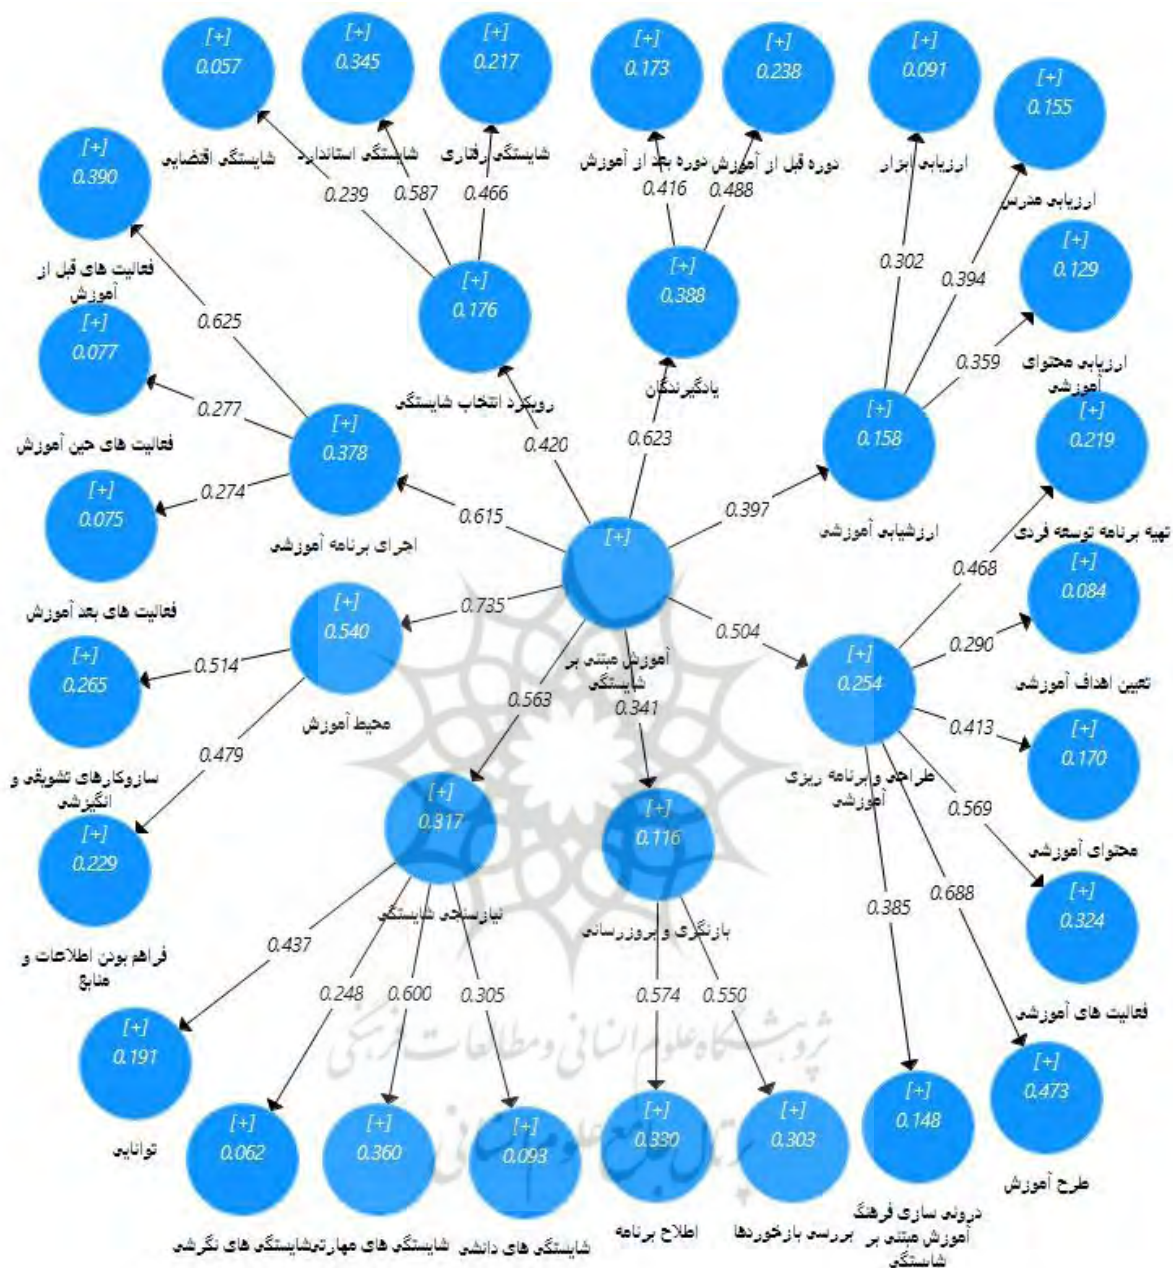 [+]
0.057
[+]
0.345
[+]
0.217
[+]
0.173
[+]
0.238
[+]
0.091
[+]
0.155
شایستگی اقتضایی
شایستگی استاندارد
شایستگی رفتاری
دوره بعد از آموزش
دوره قبل از آموزش
ارزیابی ابزار
ارزیابی مدرس
0.239
0.587
0.466
0.416
0.488
0.302
0.394
[+]
0.390
فعالیت های قبل از
آموزش
[+]
0.129
ارزیابی محتوای
آموزشی
0.359
[+]
0.176
رویکرد انتخاب شایستگی
[+]
0.388
یادگیرندگان
0.625
[+]
0.077
فعالیت های حین آموزش
0.277
[+]
0.378
اجرای برنامه آموزشی
0.420
0.623
[+]
0.158
ارزشیابی آموزشی
[+]
0.219
تهیه برنامه توسعه فردی
0.274
[+]
0.075
فعالیت های بعد آموزش
0.615
0.397
[+]
آموزش مبتنی بر
شایستگی
0.468
[+]
0.084
تعیین اهداف آموزشی
0.290
0.735
[+]
0.540
محیط آموزش
0.504
[+]
0.254
طراحی و برنامه ریزی
آموزشی
0.514
[+]
0.265
سازوکارهای تشویقی و
انگیزشی
0.563
0.341
0.413
[+]
0.170
محتوای آموزشی
0.479
[+]
0.229
فراهم بودن اطلاعات و
منابع
[+]
0.317
نیازسنجی شایستگی
[+]
0.116
بازنگری و بروزرسانی
0.569
[+]
0.324
فعالیت های آموزشی
0.385
0.688
0.437
0.248
0.600
0.305
0.574
0.550
پژوهشگاه علوم انسانی و مطالعات فرهنگی
پرتال جامع علوم انسانی
[+]
0.191
توانایی
[+]
0.062
شایستگی های نگرشی
[+]
0.360
شایستگی های مهارتی
[+]
0.093
شایستگی های دانشی
[+]
0.330
اطلاح برنامه
[+]
0.303
بررسی بازخوردها
[+]
0.148
درونی سازی فرهنگ
آموزش مبتنی بر
شایستگی
[+]
0.473
طرح آموزش